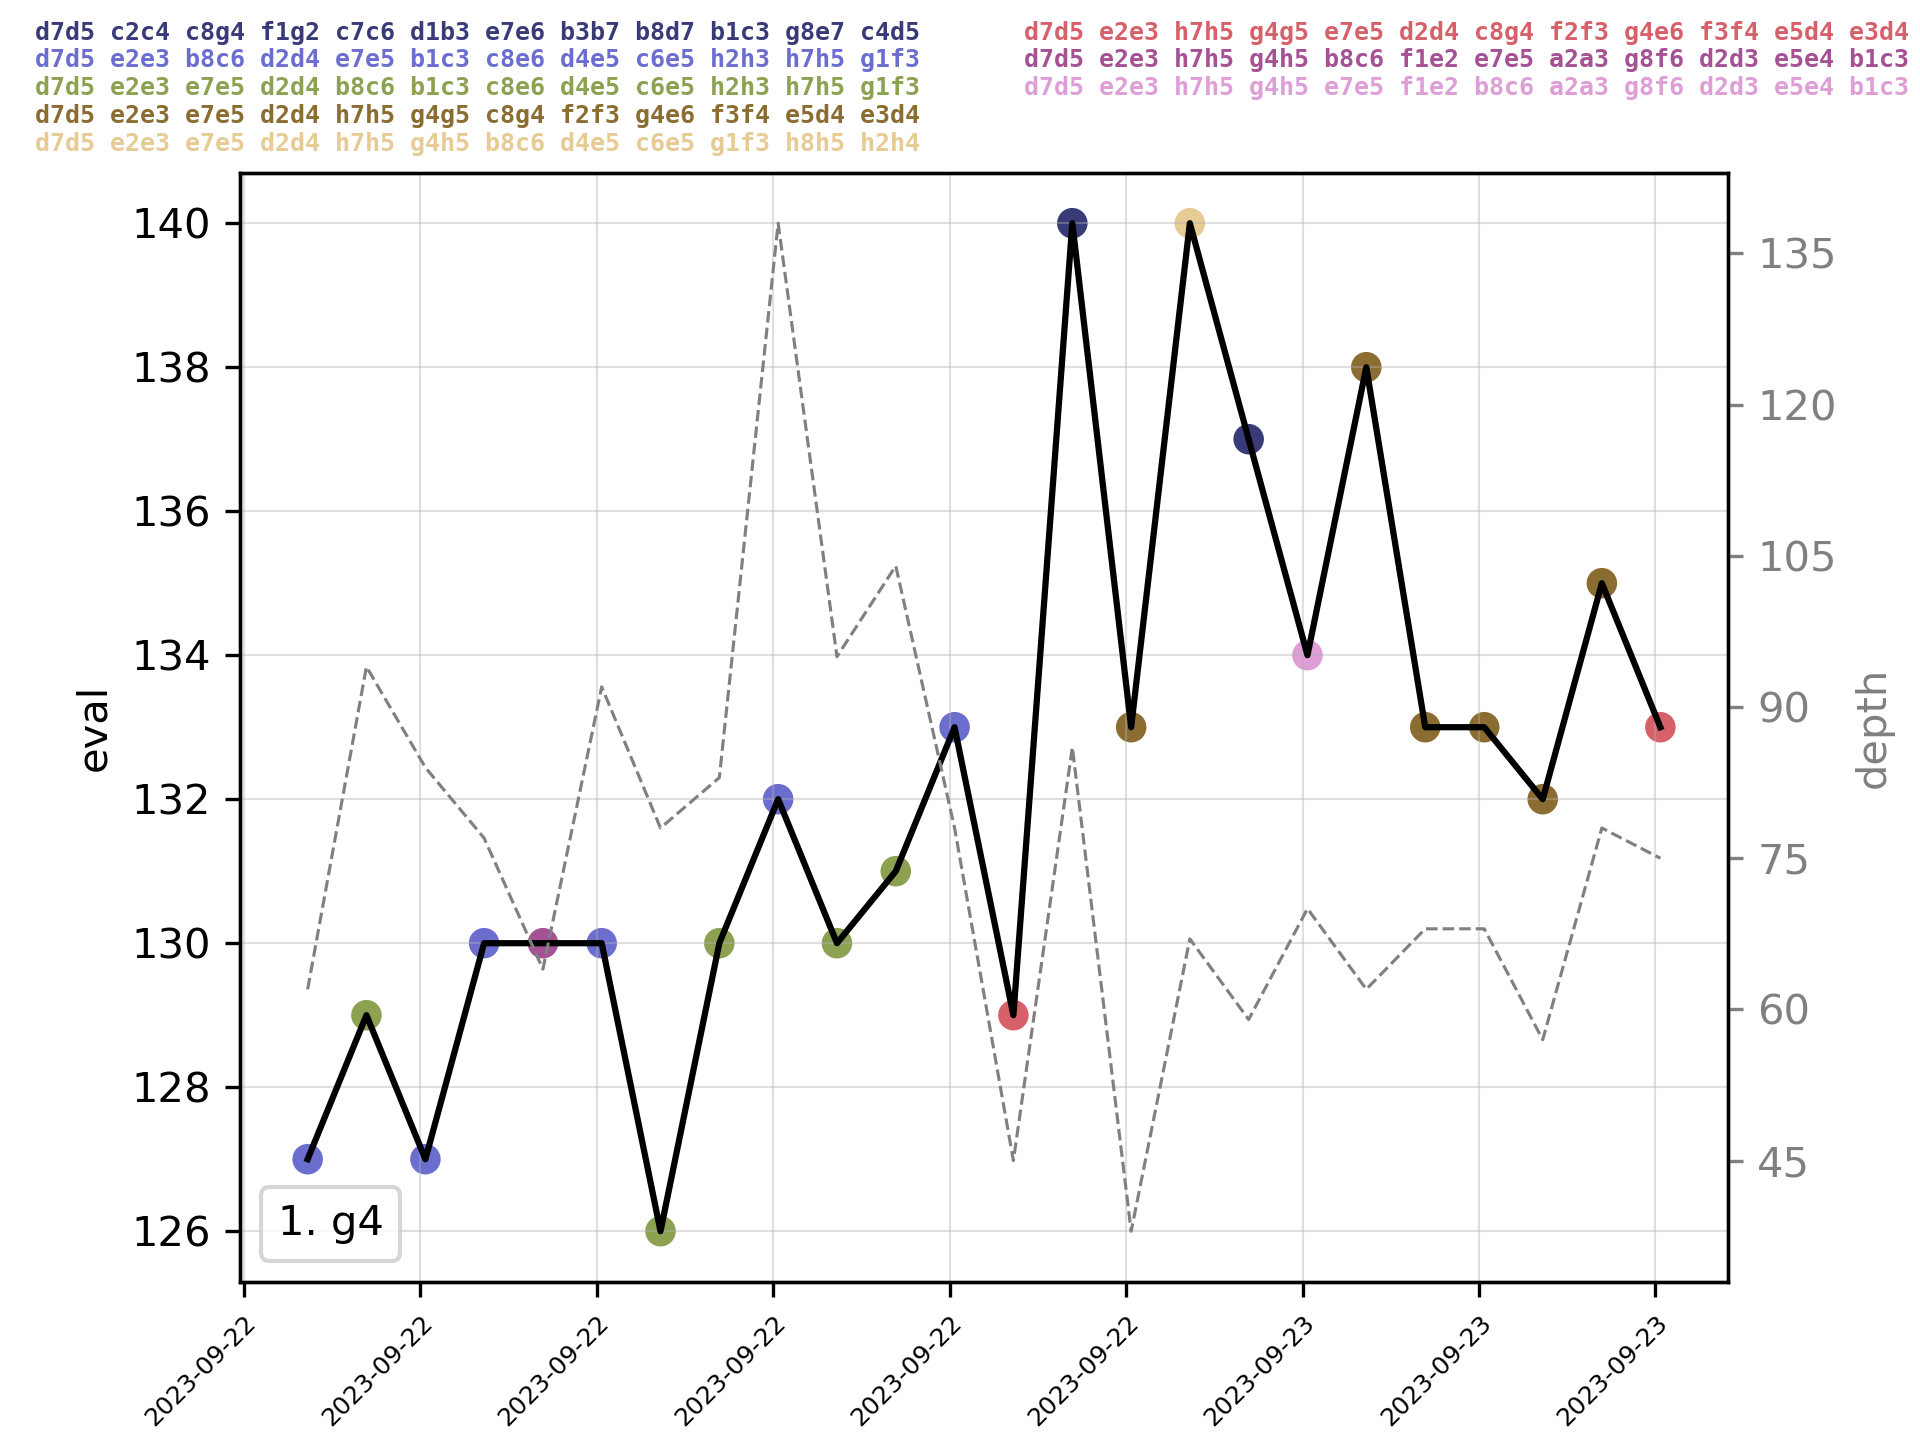 d7d5 c2c4 c8g4 f1g2 c7c6 d1b3 e7e6 b3b7 b8d7 b1c3 g8e7 c4d5
d7d5 e2e3 b8c6 d2d4 e7e5 b1c3 c8e6 d4e5 c6e5 h2h3 h7h5 g1f3
d7d5 e2e3 e7e5 d2d4 b8c6 b1c3 c8e6 d4e5 c6e5 h2h3 h7h5 g1f3
d7d5 e2e3 e7e5 d2d4 h7h5 g4g5 c8g4 f2f3 g4e6 f3f4 e5d4 e3d4
d7d5 e2e3 e7e5 d2d4 h7h5 g4h5 b8c6 d4e5 c6e5 g1f3 h8h5 h2h4
d7d5 e2e3 h7h5 g4g5 e7e5 d2d4 c8g4 f2f3 g4e6 f3f4 e5d4 e3d4
d7d5 e2e3 h7h5 g4h5 b8c6 f1e2 e7e5 a2a3 g8f6 d2d3 e5e4 b1c3
d7d5 e2e3 h7h5 g4h5 e7e5 f1e2 b8c6 a2a3 g8f6 d2d3 e5e4 b1c3
140
138
136
134
132
130
128
126
eval
135
120
105
90
75
60
45
depth
1. g4
2023-09-22
2023-09-22
2023-09-22
2023-09-22
2023-09-22
2023-09-22
2023-09-23
2023-09-23
2023-09-23